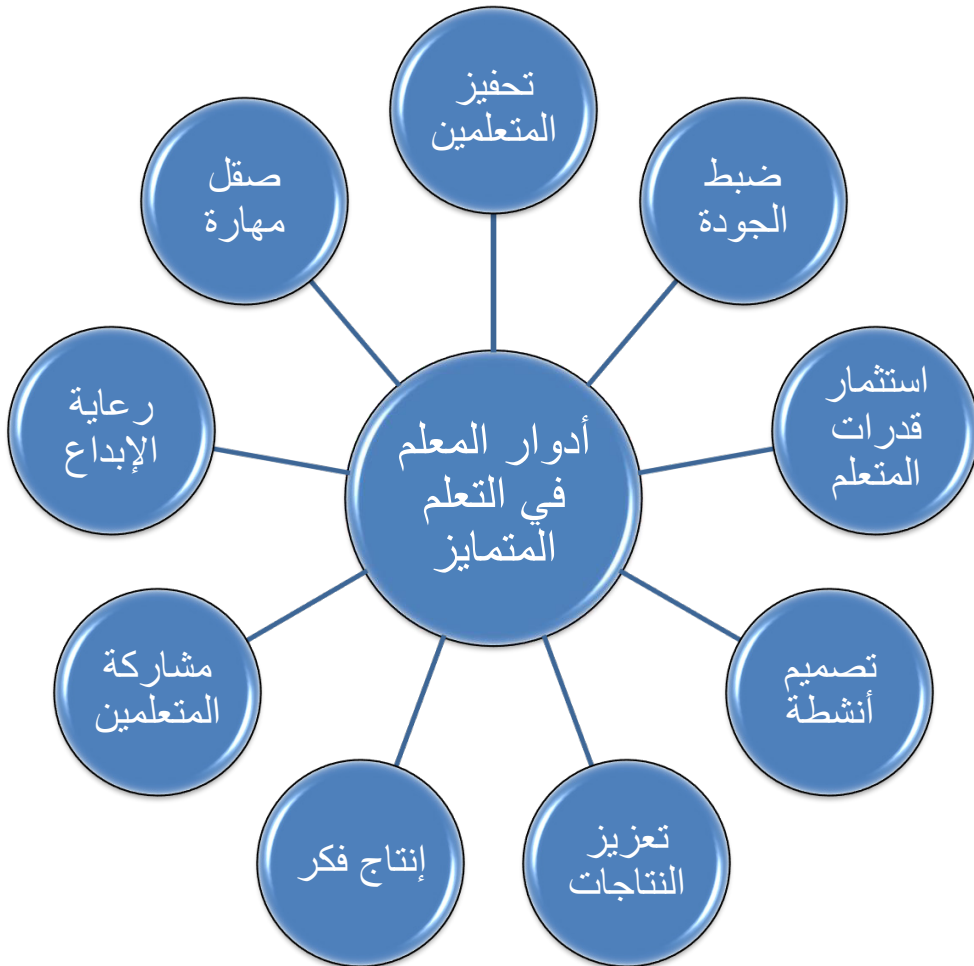 تحفيز
المتعلمين
ضبط
الجودة
استثمار
قدرات
المتعلم
تصميم
أنشطة
تعزيز
النتاجات
إنتاج فكر
مشاركة
المتعلمين
رعاية
الإبداع
صقل
مهارة
أدوار المعلم
في التعلم
المتمايز